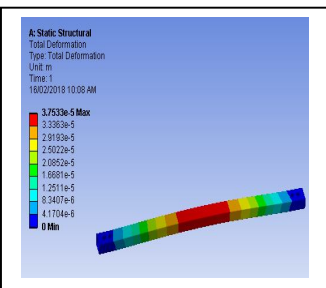 A: Static Structural
Total Deformation
Type: Total Deformation
Unit: m
Time: 1
16/02/2018 10:08 AM
3.7533e-5 Max
3.3363e-5
2.9193e-5
2.5022e-5
2.0852e-5
1.6681e-5
1.2511e-5
8.3407e-6
4.1704e-6
0 Min